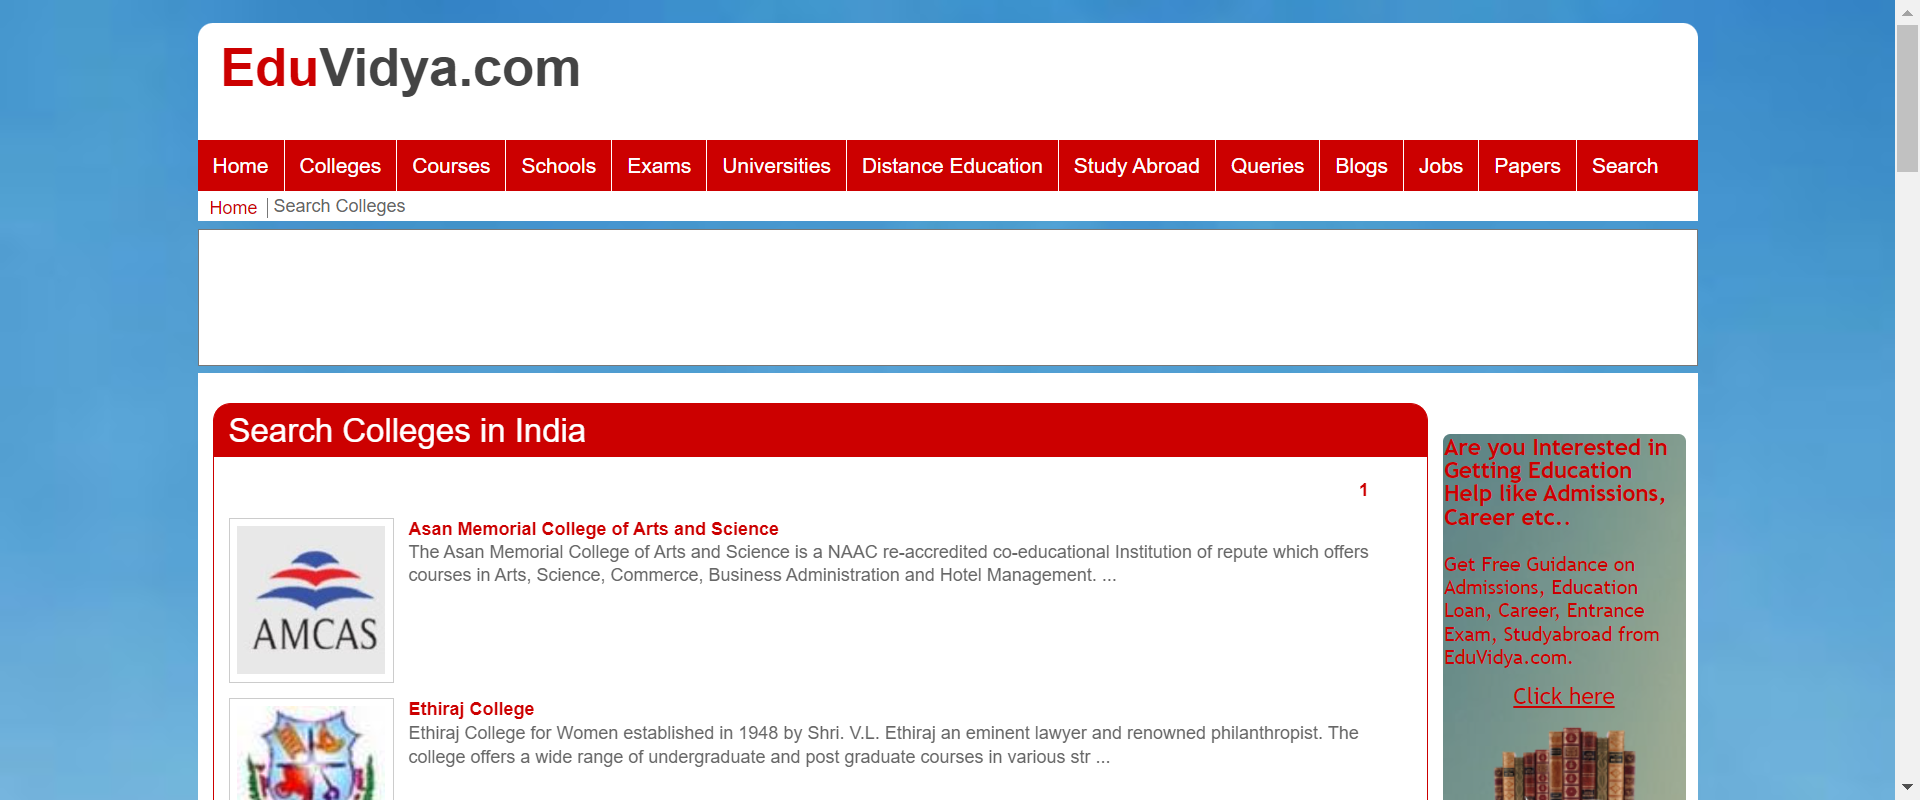 EduVidya.com
Home Colleges Courses Schools Exams Universities Distance Education Study Abroad Queries Blogs Jobs Papers Search
Home Search Colleges
Search Colleges in India
1
AMCAS
Asan Memorial College of Arts and Science
The Asan Memorial College of Arts and Science is a NAAC re-accredited co-educational Institution of repute which offers
courses in Arts, Science, Commerce, Business Administration and Hotel Management. ...
Ethiraj College
Ethiraj College for Women established in 1948 by Shri. V.L. Ethiraj an eminent lawyer and renowned philanthropist. The
college offers a wide range of undergraduate and post graduate courses in various str ...
Are you Interested in
Getting Education
Help like Admissions,
Career etc..
Get Free Guidance on
Admissions, Education
Loan, Career, Entrance
Exam, Studyabroad from
EduVidya.com.
Click here